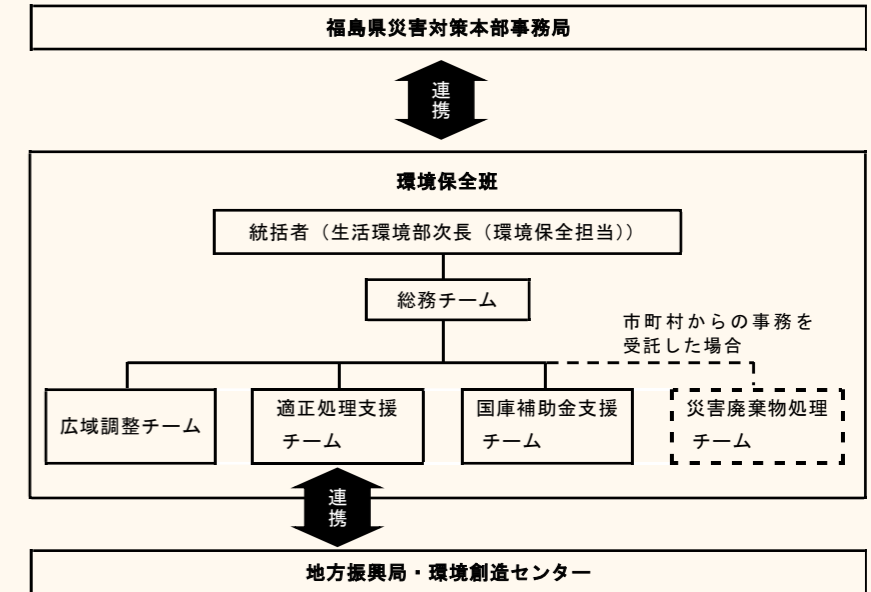 福島県災害対策本部事務局
連携
環境保全班
統括者（生活環境部次長（環境保全担当））
総務チーム
市町村からの事務を
受託した場合
広域調整チーム
適正処理支援
チーム
国庫補助金支援
チーム
災害廃棄物処理
チーム
連携
地方振興局・環境創造センター